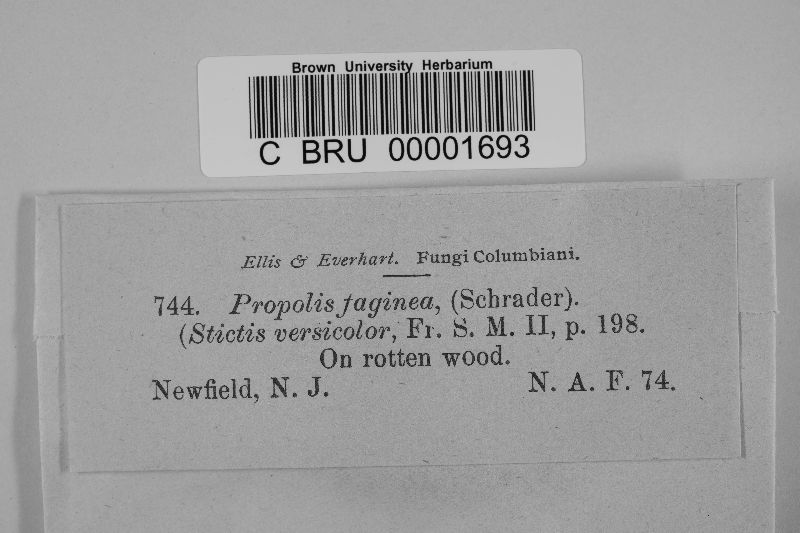 Brown University Herbarium
C BRU 00001693
Ellis & Everhart. Fungi Columbiani.
744. Propolis faginea, (Schrader).
(Stictis versicolor, Fr. S. M. II, p. 198.
On rotten wood.
Newfield, N. J. N. A. F. 74.